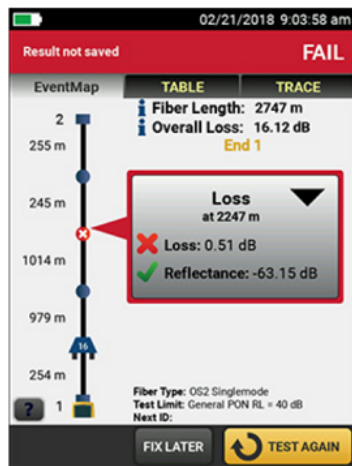 02/21/2018 9:03:58 am
Result not saved
FAIL
EventMap
TABLE
TRACE
Fiber Length: 2747 m
Overall Loss: 16.12 dB
End 1
2
255 m
245 m
1014 m
979 m
16
254 m
? 1
Loss
at 2247 m
Loss: 0.51 dB
Reflectance: -63.15 dB
Fiber Type: OS2 Singlemode
Test Limit: General PON RL = 40 dB
Next ID:
FIX LATER
TEST AGAIN